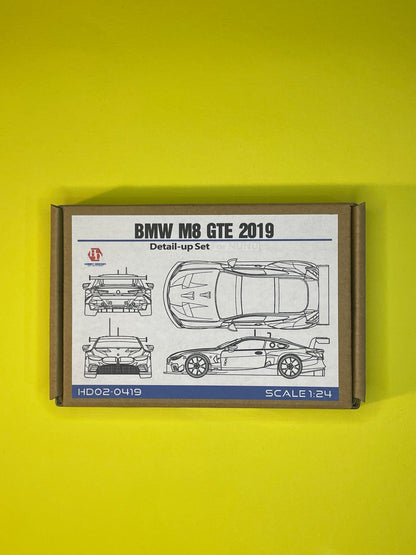 BMW M8 GTE 2019
Detail-up Set
HD02-0419
SCALE 1:24